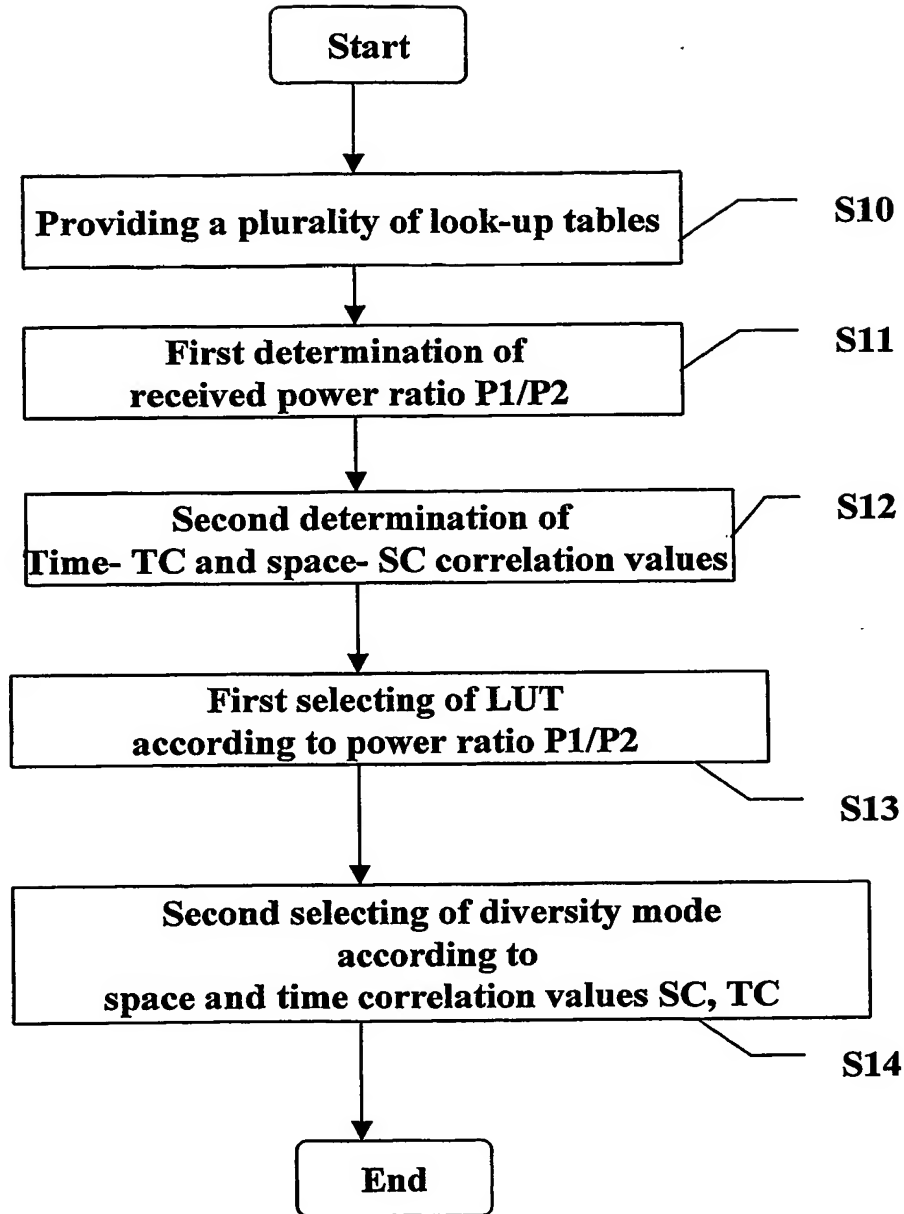 Start
Providing a plurality of look-up tables
S10
First determination of
received power ratio P1/P2
S11
Second determination of
Time- TC and space- SC correlation values
S12
First selecting of LUT
according to power ratio P1/P2
S13
Second selecting of diversity mode
according to
space and time correlation values SC, TC
S14
End